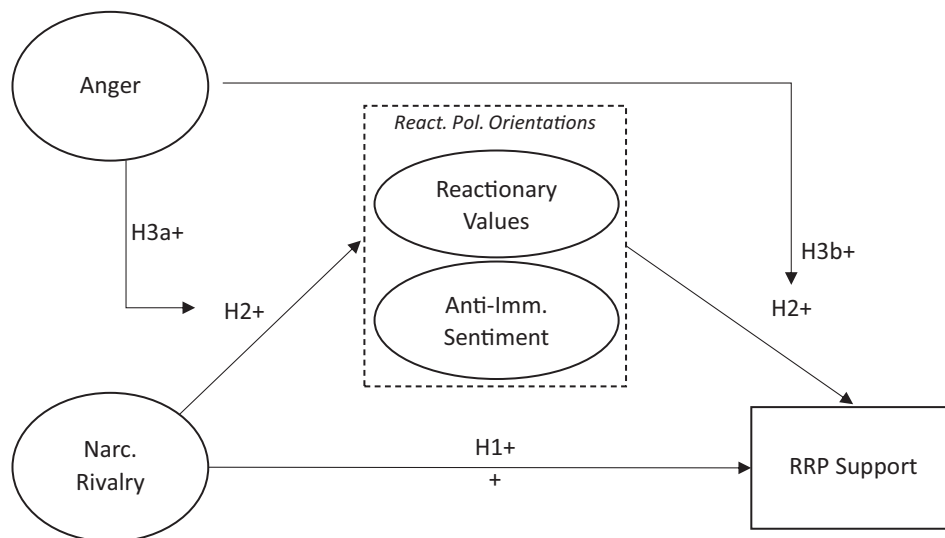 Anger
React. Pol. Orientations
Reactionary
Values
H3a+
H3b+
H2+
Anti-Imm.
Sentiment
H2+
Narc.
Rivalry
H1+
+
RRP Support